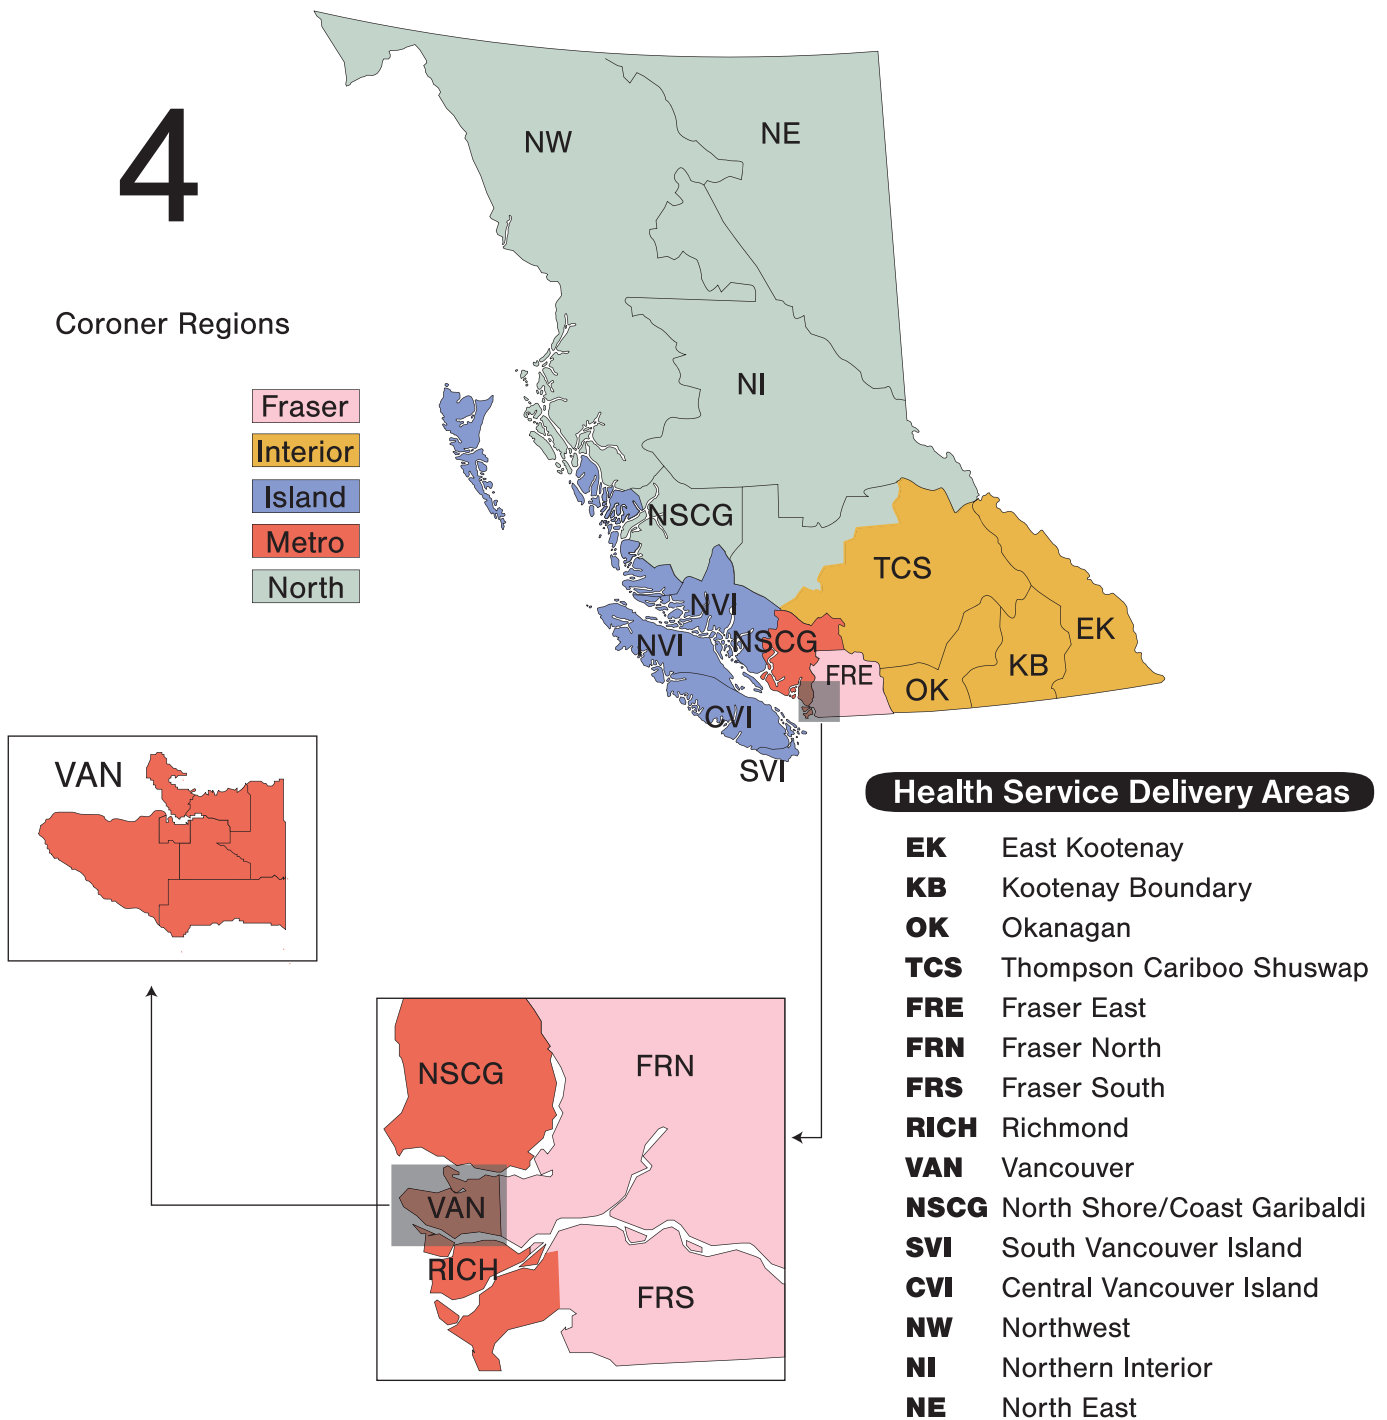 4
Coroner Regions
Fraser
Interior
Island
Metro
North
NW
NE
NI
NSCG
TCS
NVI
NVI
NSCG
EK
KB
FRE
OK
CVI
SVI
VAN
NSCG
FRN
VAN
RICH
FRS
Health Service Delivery Areas
EK East Kootenay
KB Kootenay Boundary
OK Okanagan
TCS Thompson Cariboo Shuswap
FRE Fraser East
FRN Fraser North
FRS Fraser South
RICH Richmond
VAN Vancouver
NSCG North Shore/Coast Garibaldi
SVI South Vancouver Island
CVI Central Vancouver Island
NW Northwest
NI Northern Interior
NE North East